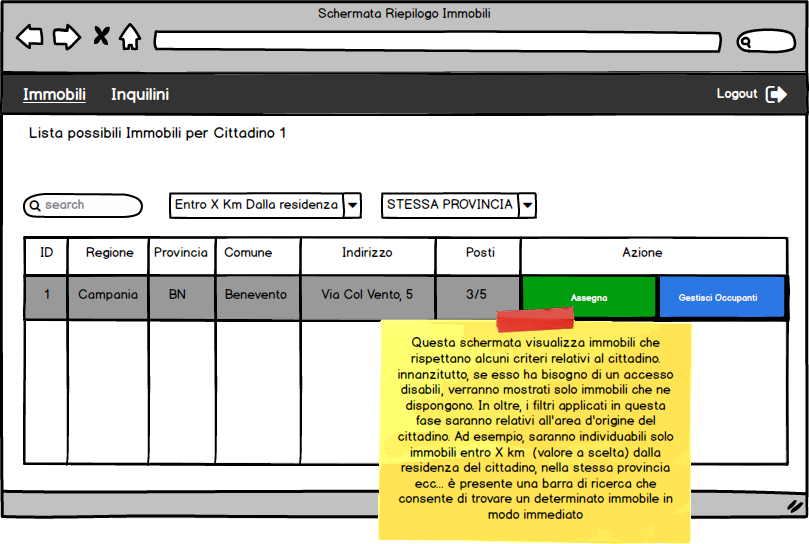 Schermata Riepilogo Immobili
Immobili Inquilini Logout
Lista possibili Immobili per Cittadino 1
search Entro X Km Dalla residenza STESSA PROVINCIA
ID Regione Provincia Comune Indirizzo Posti Azione
1 Campania BN Benevento Via Col Vento, 5 3/5 Assegna Gestisci Occupanti
Questa schermata visualizza immobili che
rispettano alcuni criteri relativi al cittadino.
innanzitutto, se esso ha bisogno di un accesso
disabili, verranno mostrati solo immobili che ne
dispongono. In oltre, i filtri applicati in questa
fase saranno relativi all'area d'origine del
cittadino. Ad esempio, saranno individuabili solo
immobili entro X km (valore a scelta) dalla
residenza del cittadino, nella stessa provincia
ecc... è presente una barra di ricerca che
consente di trovare un determinato immobile in
modo immediato